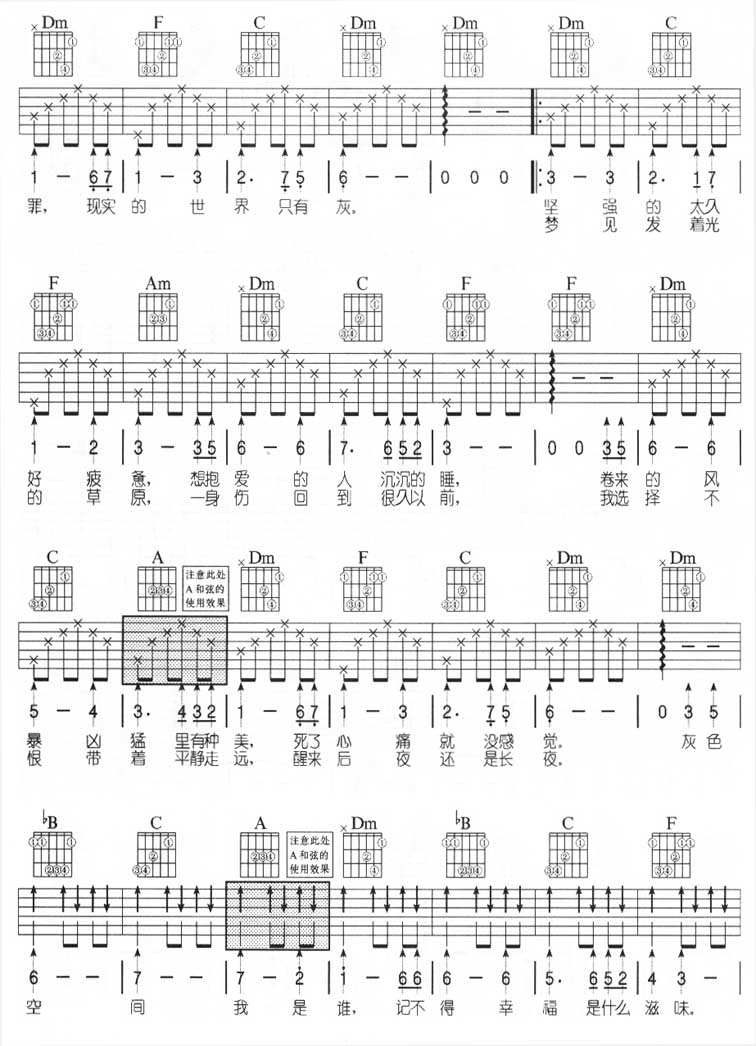 Dm F C Dm Dm Dm C
1 - 6 7 | 1 - 3 | 2. 7 5 | 6 - - | 0 0 0 |: 3 - 3 | 2. 1 7 |
罪， 现实 的 世 界 只有 灰。 坚 强 的 太久
梦 见 发 着光
F Am Dm C F F Dm
1 - 2 | 3 - 3 5 | 6 - 6 | 7. 6 5 2 | 3 - - | 0 0 3 5 | 6 - 6 |
好 疲 惫， 想抱 爱 的 人 沉沉的 睡， 卷来 的 风
的 草 原， 一身 伤 回 到 很久以 前， 我选 择 不
C A 注意此处 Dm F C Dm Dm
A 和弦的
使用效果
5 - 4 | 3. 4 3 2 | 1 - 6 7 | 1 - 3 | 2. 7 5 | 6 - - | 0 3 5 |
暴 凶 猛 里有种 美， 死了 心 痛 就 没感 觉。 灰 色
恨 带 着 平静走 远， 醒来 后 夜 还 是长 夜。
♭B C A 注意此处 Dm ♭B C F
A 和弦的
使用效果
6 - - | 7 - - | 7 - 2 | 1 - 6 6 | 6 - 6 | 5. 6 5 2 | 4 3 - |
空 间 我 是 谁， 记不 得 幸 福 是什么 滋 味。